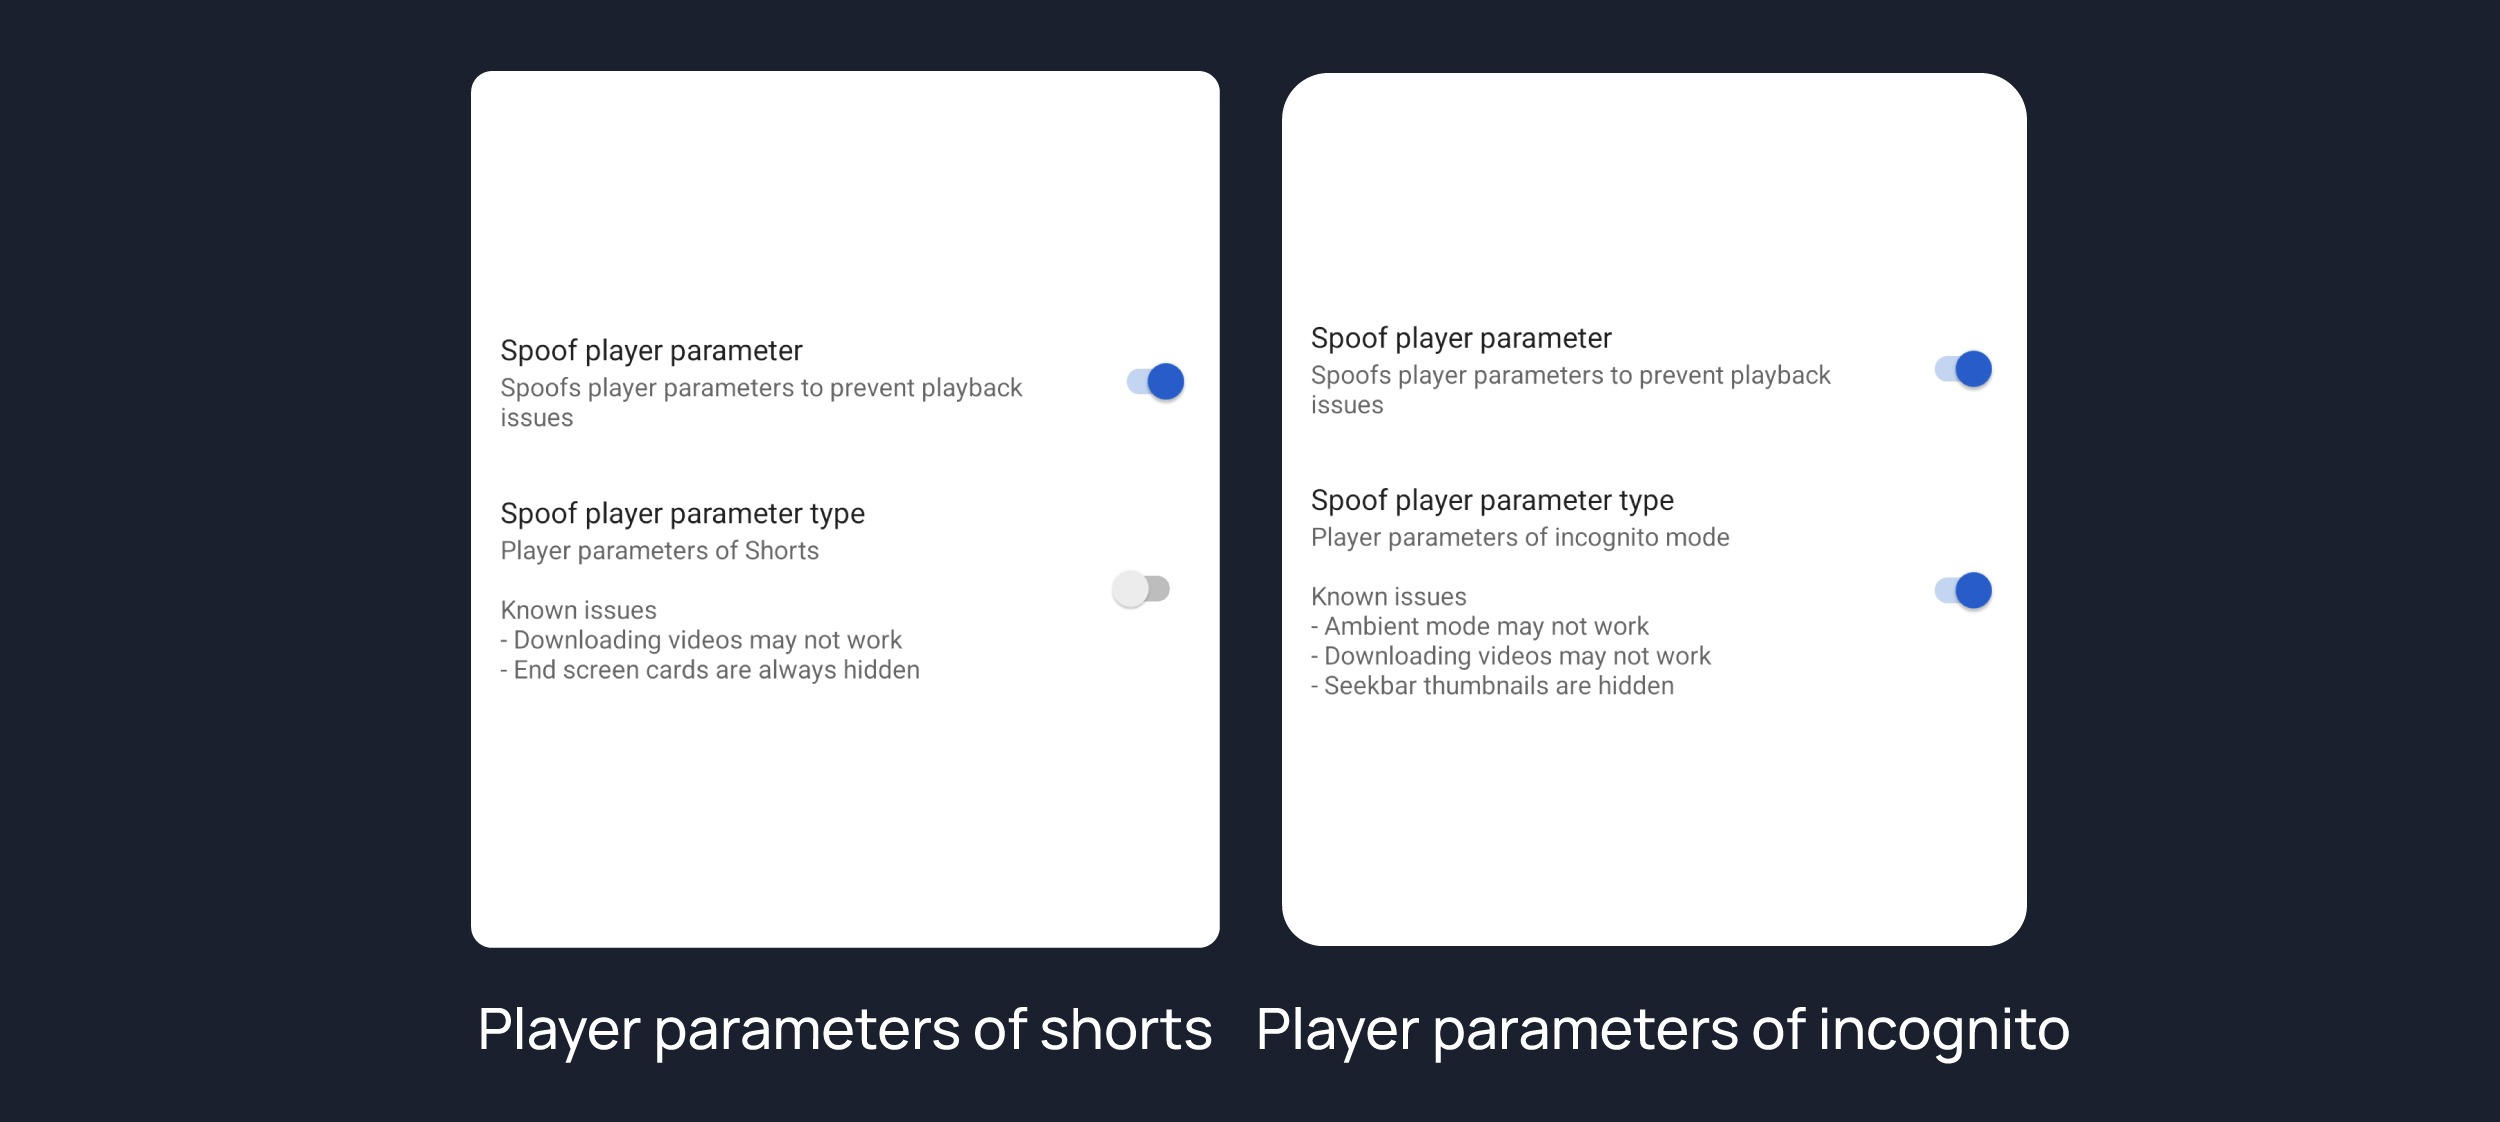 Spoof player parameter
Spoofs player parameters to prevent playback
issues
Spoof player parameter type
Player parameters of Shorts
Known issues
- Downloading videos may not work
- End screen cards are always hidden
Player parameters of shorts
Spoof player parameter
Spoofs player parameters to prevent playback
issues
Spoof player parameter type
Player parameters of incognito mode
Known issues
- Ambient mode may not work
- Downloading videos may not work
- Seekbar thumbnails are hidden
Player parameters of incognito